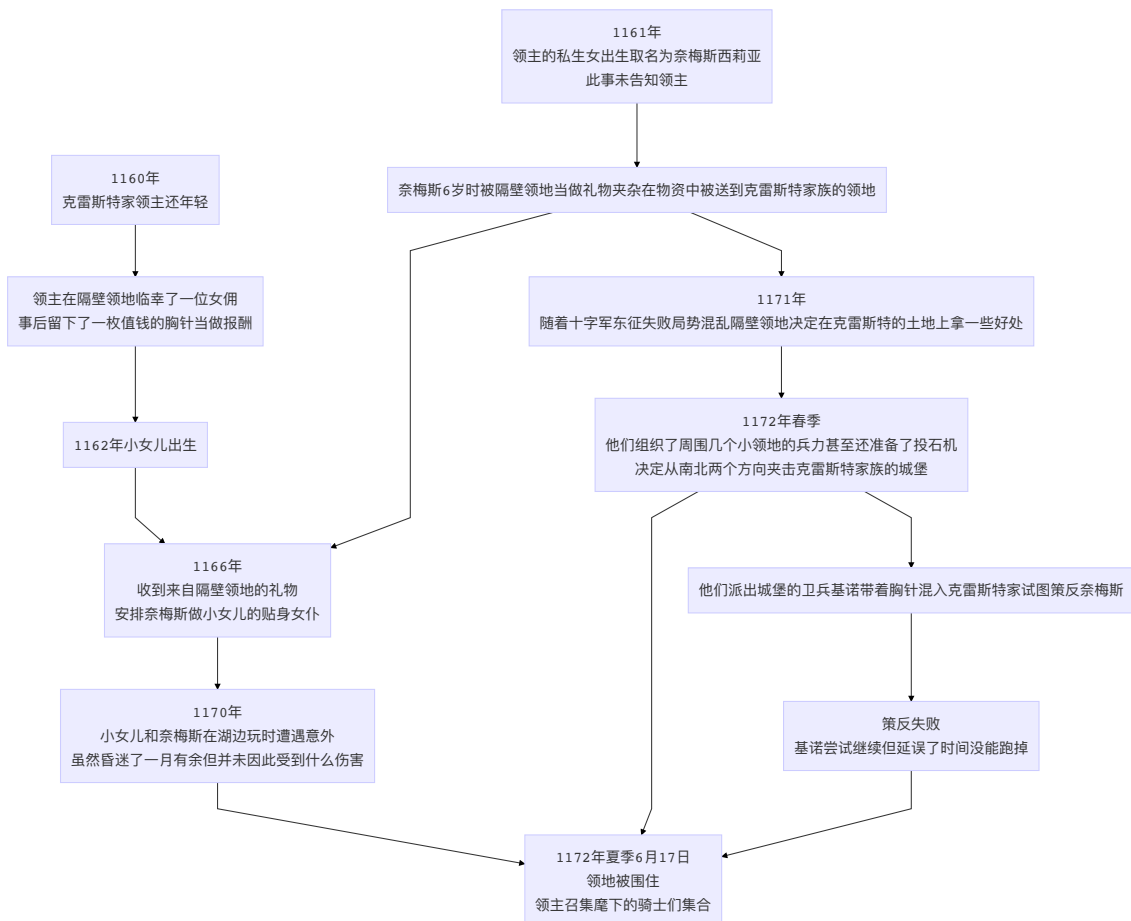 1161年
领主的私生女出生取名为奈梅斯西莉亚
此事未告知领主
1160年
克雷斯特家领主还年轻
奈梅斯6岁时被隔壁领地当做礼物夹杂在物资中被送到克雷斯特家族的领地
领主在隔壁领地临幸了一位女佣
事后留下了一枚值钱的胸针当做报酬
1171年
随着十字军东征失败局势混乱隔壁领地决定在克雷斯特的土地上拿一些好处
1162年小女儿出生
1172年春季
他们组织了周围几个小领地的兵力甚至还准备了投石机
决定从南北两个方向夹击克雷斯特家族的城堡
1166年
收到来自隔壁领地的礼物
安排奈梅斯做小女儿的贴身女仆
他们派出城堡的卫兵基诺带着胸针混入克雷斯特家试图策反奈梅斯
1170年
小女儿和奈梅斯在湖边玩时遭遇意外
虽然昏迷了一月有余但并未因此受到什么伤害
策反失败
基诺尝试继续但延误了时间没能跑掉
1172年夏季6月17日
领地被围住
领主召集麾下的骑士们集合